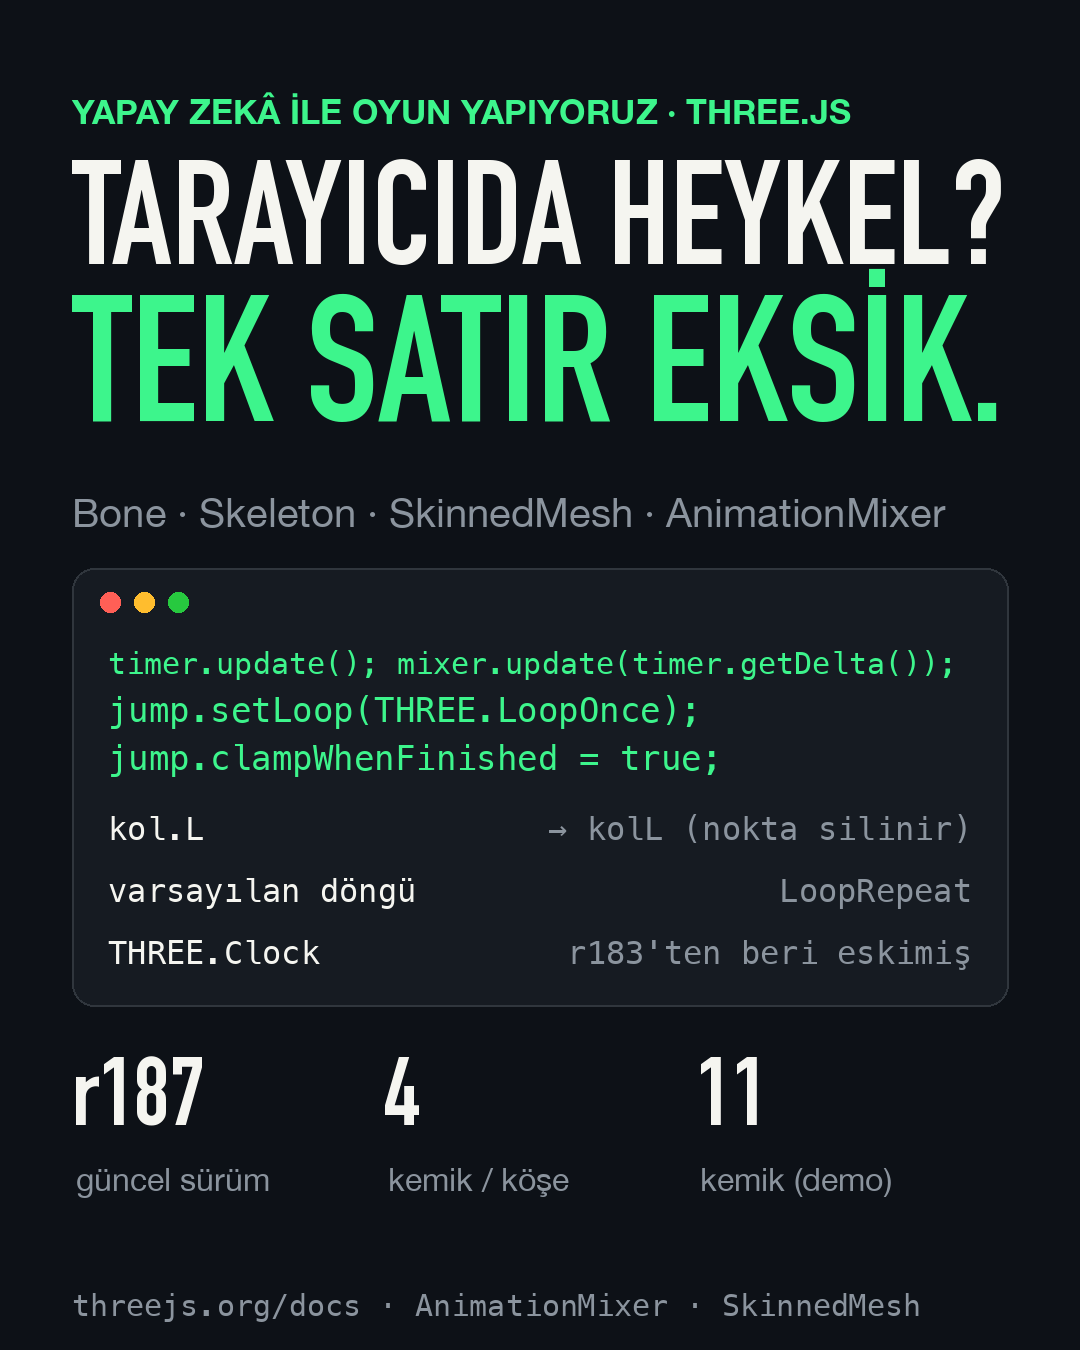 YAPAY ZEKÂ İLE OYUN YAPIYORUZ · THREE.JS
TARAYICIDA HEYKEL?
TEK SATIR EKSİK.
Bone · Skeleton · SkinnedMesh · AnimationMixer
timer.update(); mixer.update(timer.getDelta());
jump.setLoop(THREE.LoopOnce);
jump.clampWhenFinished = true;
kol.L → kolL (nokta silinir)
varsayılan döngü LoopRepeat
THREE.Clock r183'ten beri eskimiş
r187 4 11
güncel sürüm kemik / köşe kemik (demo)
threejs.org/docs · AnimationMixer · SkinnedMesh